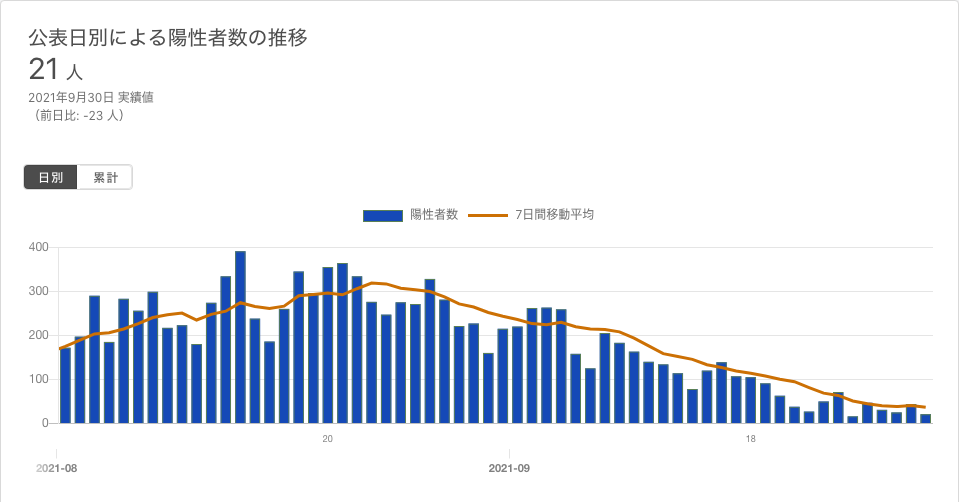 公表日別による陽性者数の推移
21 人
2021年9月30日 実績値
（前日比: -23 人）
日別 累計
陽性者数 7日間移動平均
400
300
200
100
0
20 18
2021-08 2021-09